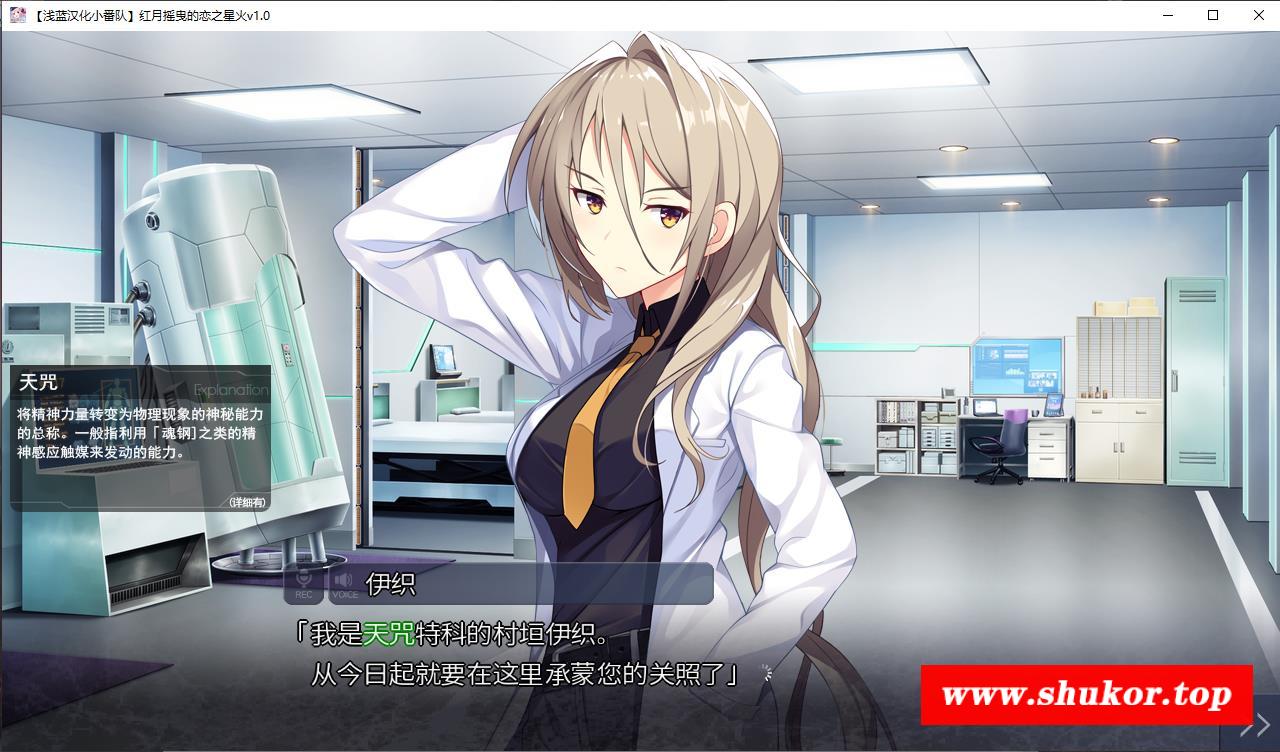 【浅蓝汉化小番队】红月摇曳的恋之星火v1.0
天咒
Explanation
将精神力量转变为物理现象的神秘能力
的总称。一般指利用「魂钢」之类的精
神感应触媒来发动的能力。
(详细有)
REC
VOICE
伊织
「我是天咒特科的村垣伊织。
从今日起就要在这里承蒙您的关照了」
www.shukor.top